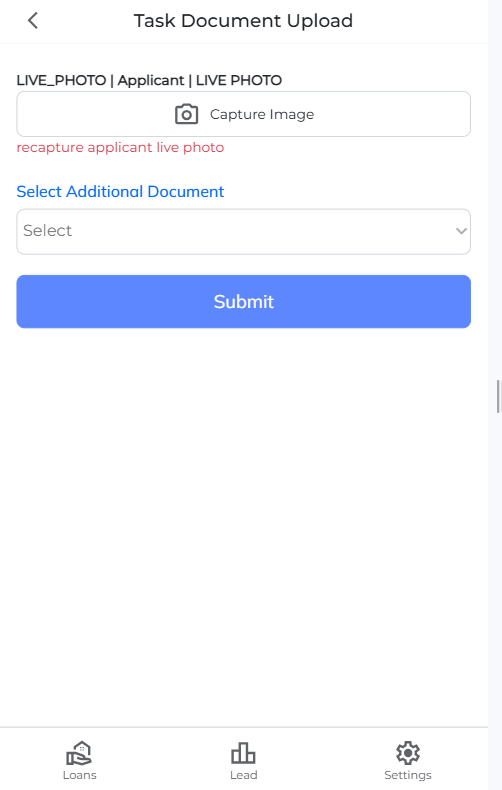 Task Document Upload
LIVE_PHOTO | Applicant | LIVE PHOTO
Capture Image
recapture applicant live photo
Select Additional Document
Select
Submit
Loans
Lead
Settings